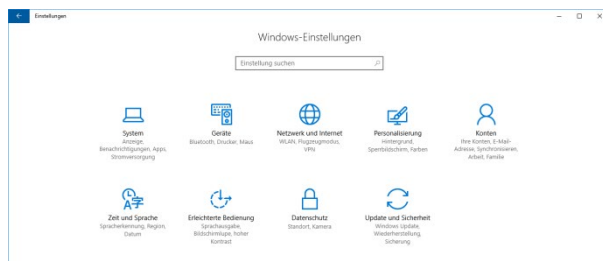 Einstellungen
Windows-Einstellungen
Einstellung suchen
System
Anzeige,
Benachrichtigungen, Apps,
Stromversorgung
Geräte
Bluetooth, Drucker, Maus
Netzwerk und Internet
WLAN, Flugzeugmodus,
VPN
Personalisierung
Hintergrund,
Sperrbildschirm, Farben
Konten
Ihre Konten, E-Mail-
Adresse, Synchronisieren,
Arbeit, Familie
Zeit und Sprache
Spracherkennung, Region,
Datum
Erleichterte Bedienung
Sprachausgabe,
Bildschirmlupe, hoher
Kontrast
Datenschutz
Standort, Kamera
Update und Sicherheit
Windows Update,
Wiederherstellung,
Sicherung